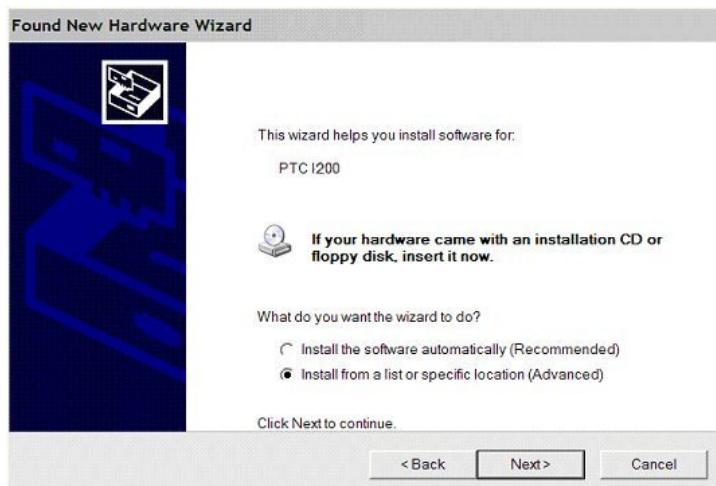 Found New Hardware Wizard
This wizard helps you install software for:
PTC I200
If your hardware came with an installation CD or
floppy disk, insert it now.
What do you want the wizard to do?
Install the software automatically (Recommended)
Install from a list or specific location (Advanced)
Click Next to continue.
< Back Next > Cancel